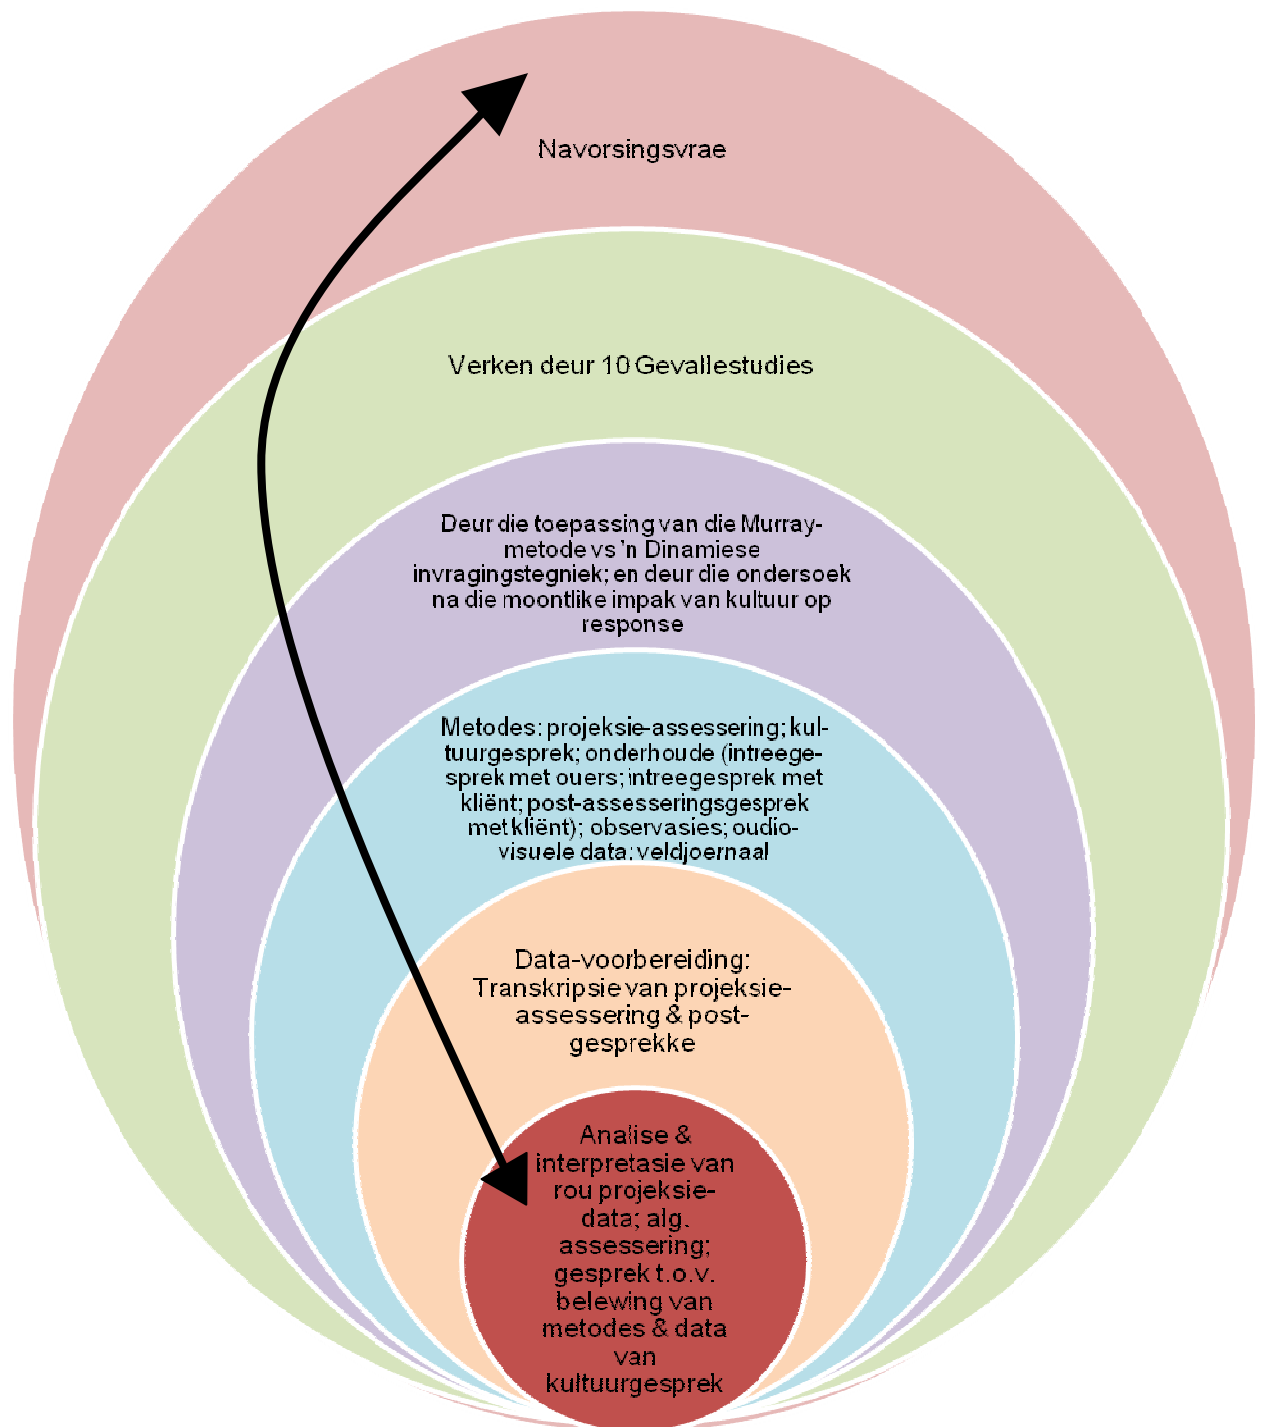 Navorsingsvrae
Verken deur 10 Gevallestudies
Deur die toepassing van die Murray-
metode vs 'n Dinamiese
invragingstegniek; en deur die ondersoek
na die moontlike impak van kultuur op
response
Metodes: projeksie-assessering; kul-
tuurgesprek; onderhoude (intreege-
sprek met ouers; intreegesprek met
kliënt; post-assesseringsgesprek
met kliënt); observasies; oudio-
visuele data; veldjoernaal
Data-voorbereiding:
Transkripsie van projeksie-
assessering & post-
gesprekke
Analise &
interpretasie van
rou projeksie-
data; alg.
assessering;
gesprek t.o.v.
belewing van
metodes & data
van
kultuurgesprek